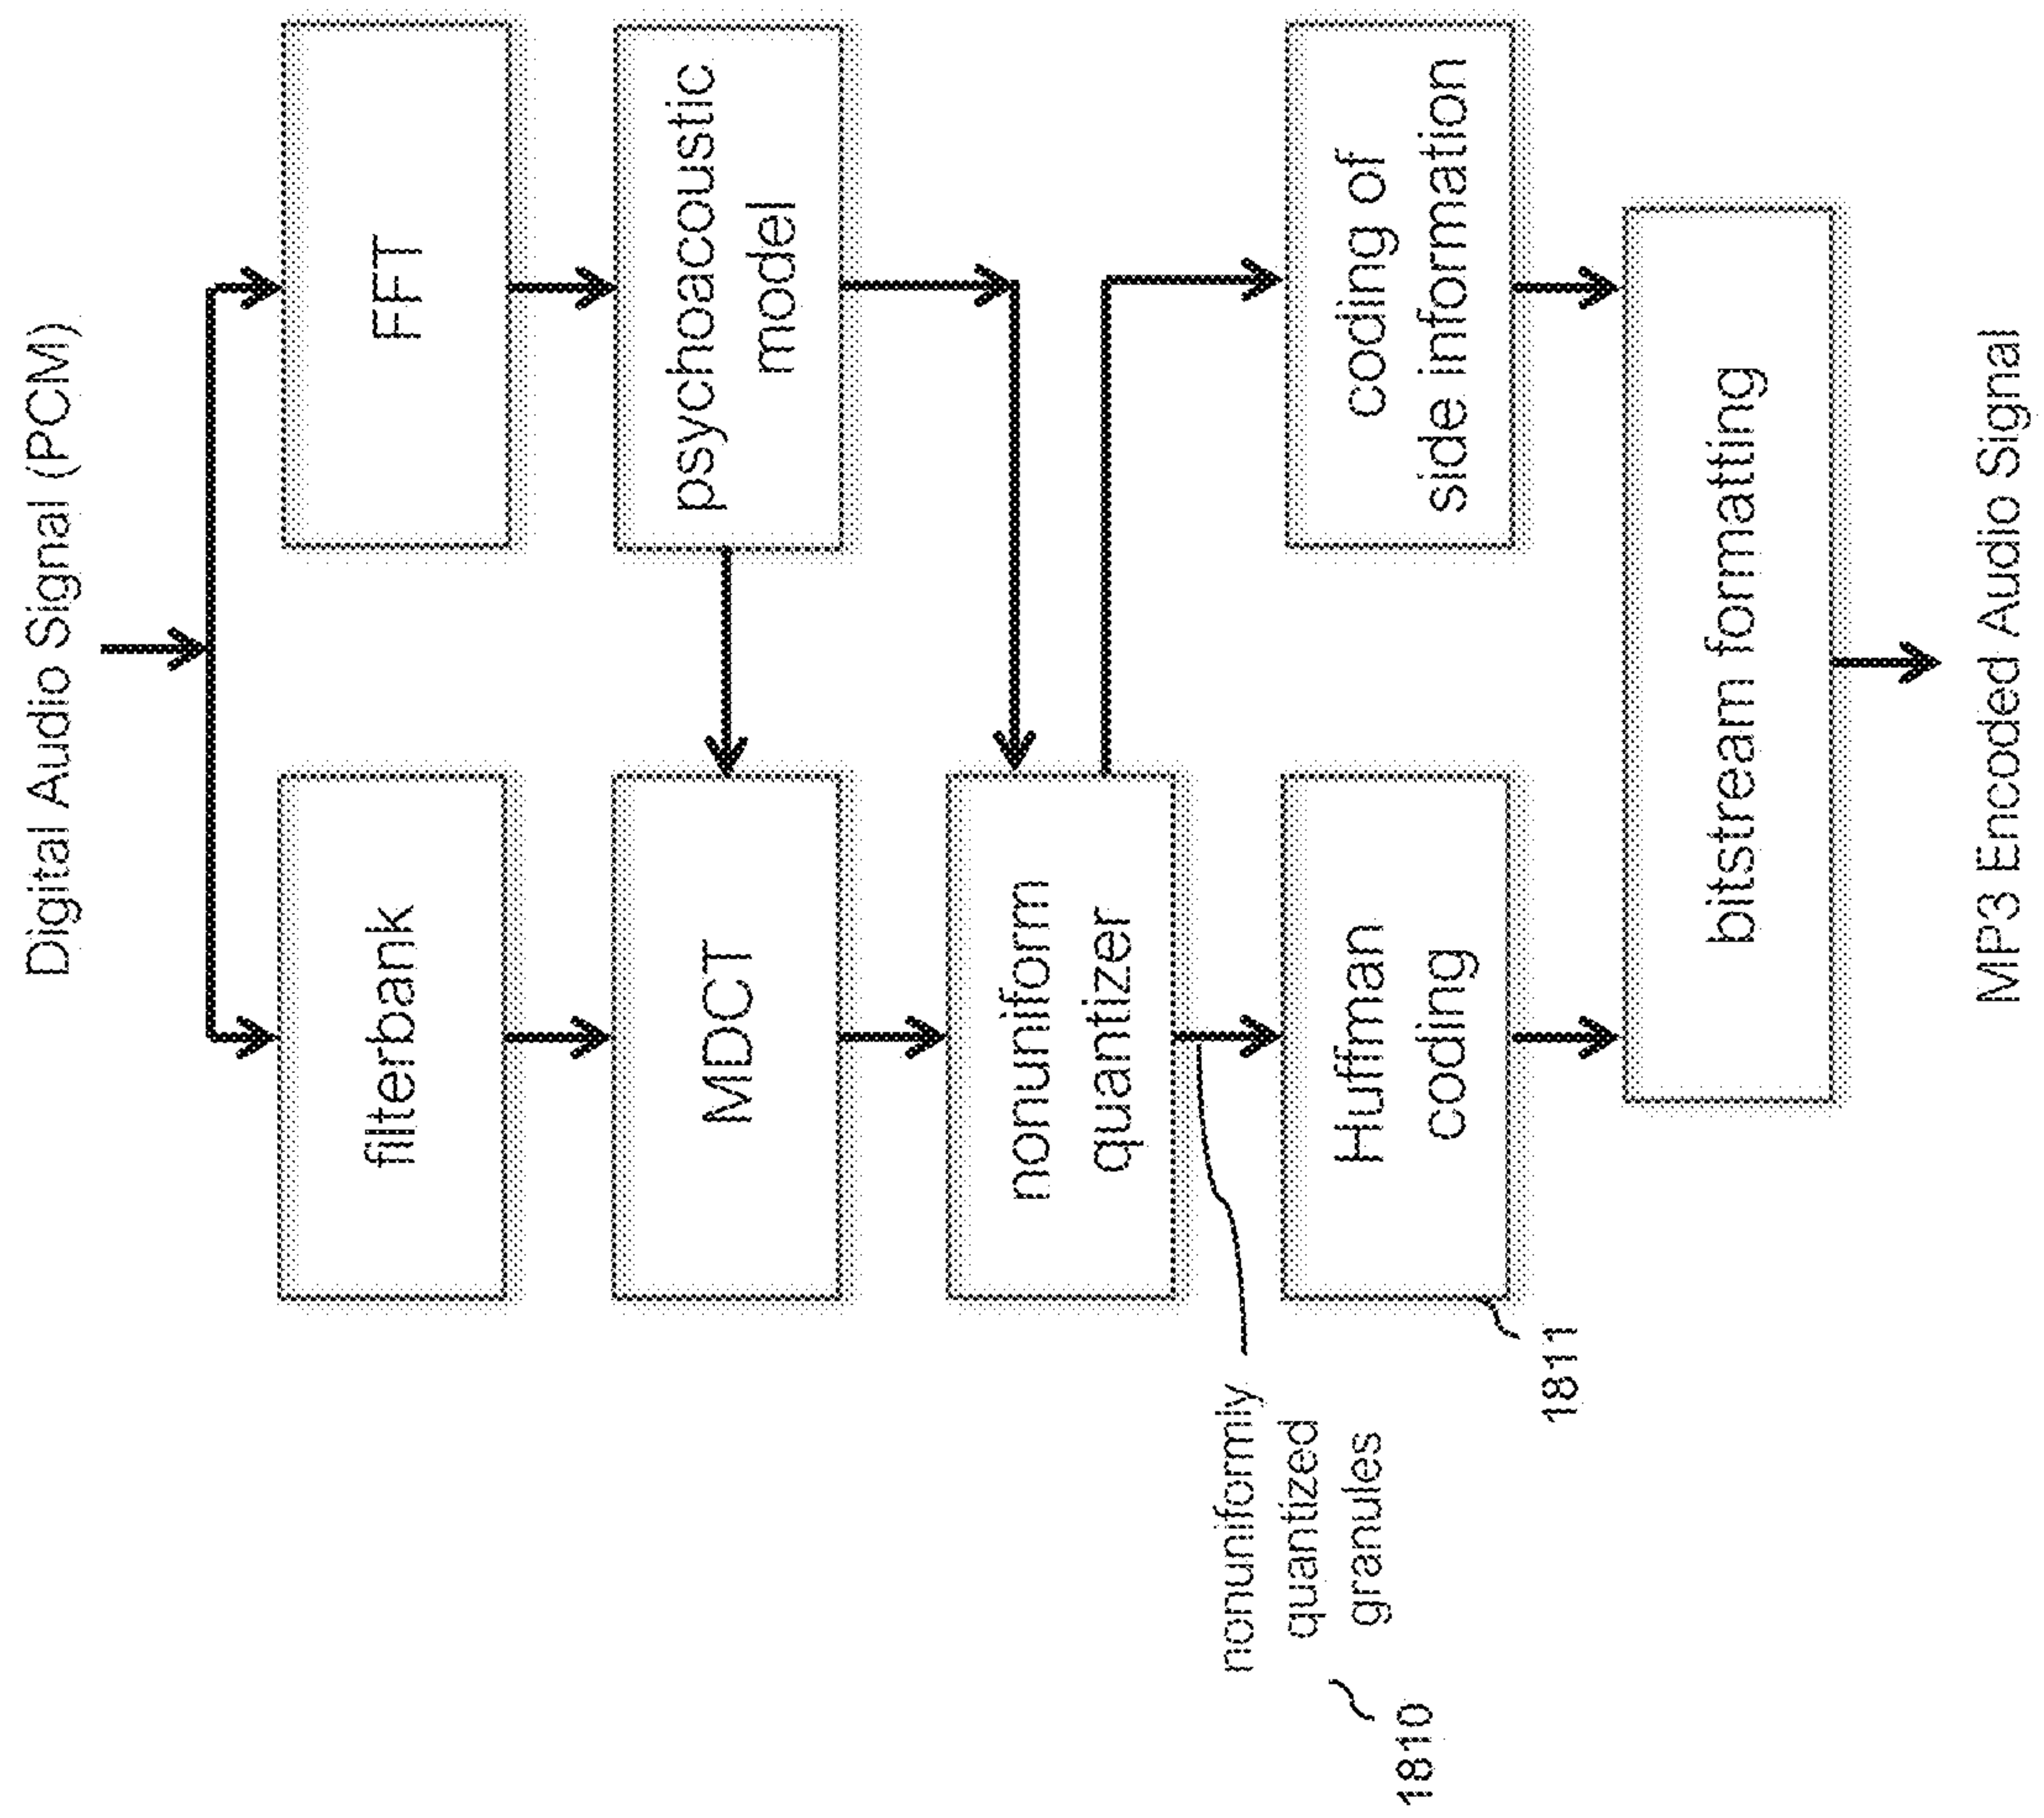 Digital Audio Signal (PCM)
filterbank
FFT
MDCT
psychoacoustic
model
nonuniform
quantizer
nonuniformly
quantized
granules
1810
Huffman
coding
1811
coding of
side information
bitstream formatting
MP3 Encoded Audio Signal